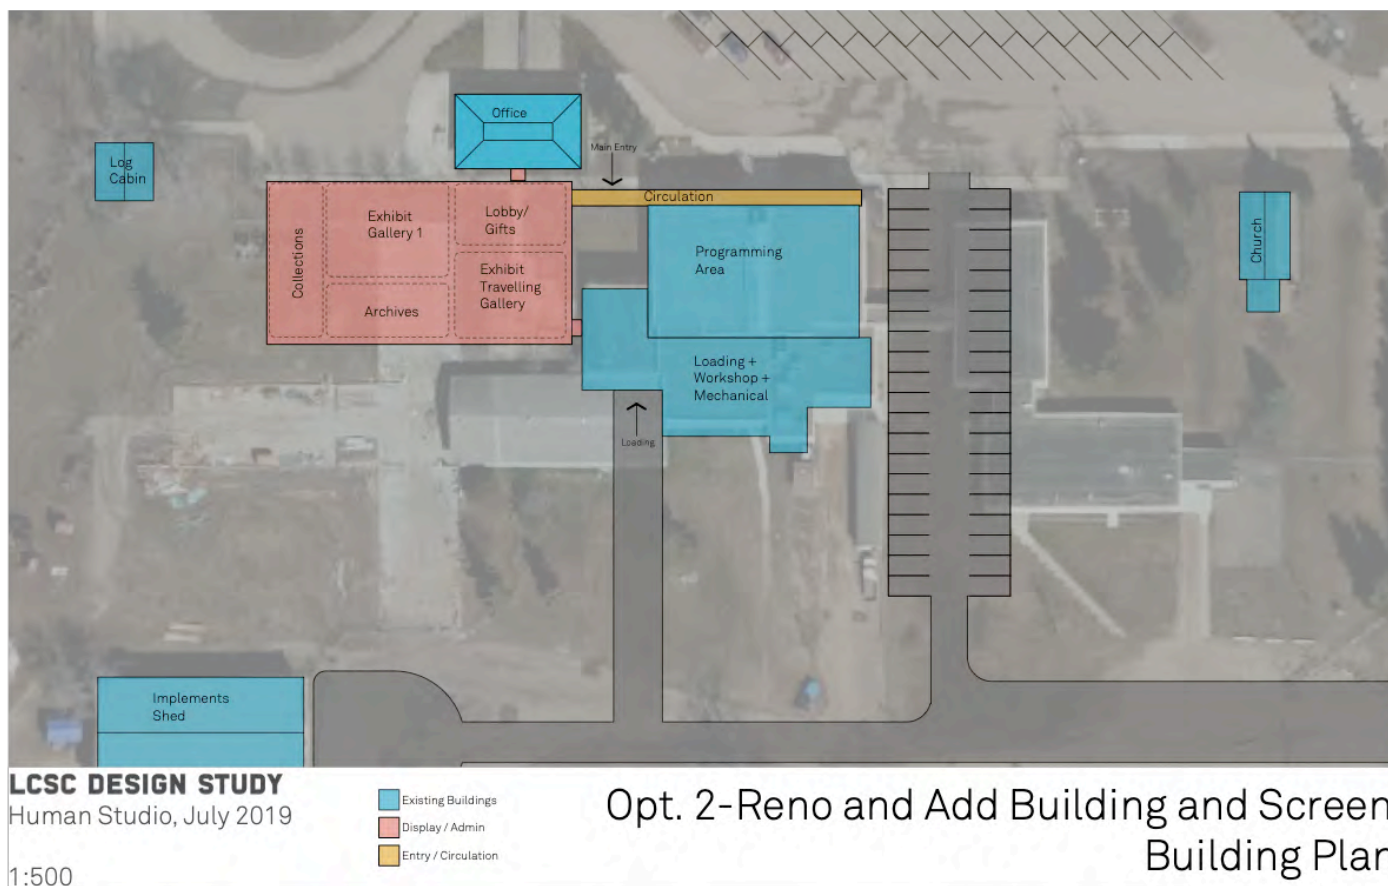 Office
Main Entry
Log
Cabin
Circulation
Exhibit
Gallery 1
Lobby/
Gifts
Collections
Programming
Area
Church
Exhibit
Travelling
Gallery
Archives
Loading +
Workshop +
Mechanical
Loading
Implements
Shed
LCSC DESIGN STUDY
Human Studio, July 2019
1:500
Existing Buildings
Display / Admin
Entry / Circulation
Opt. 2-Reno and Add Building and Screen
Building Plan